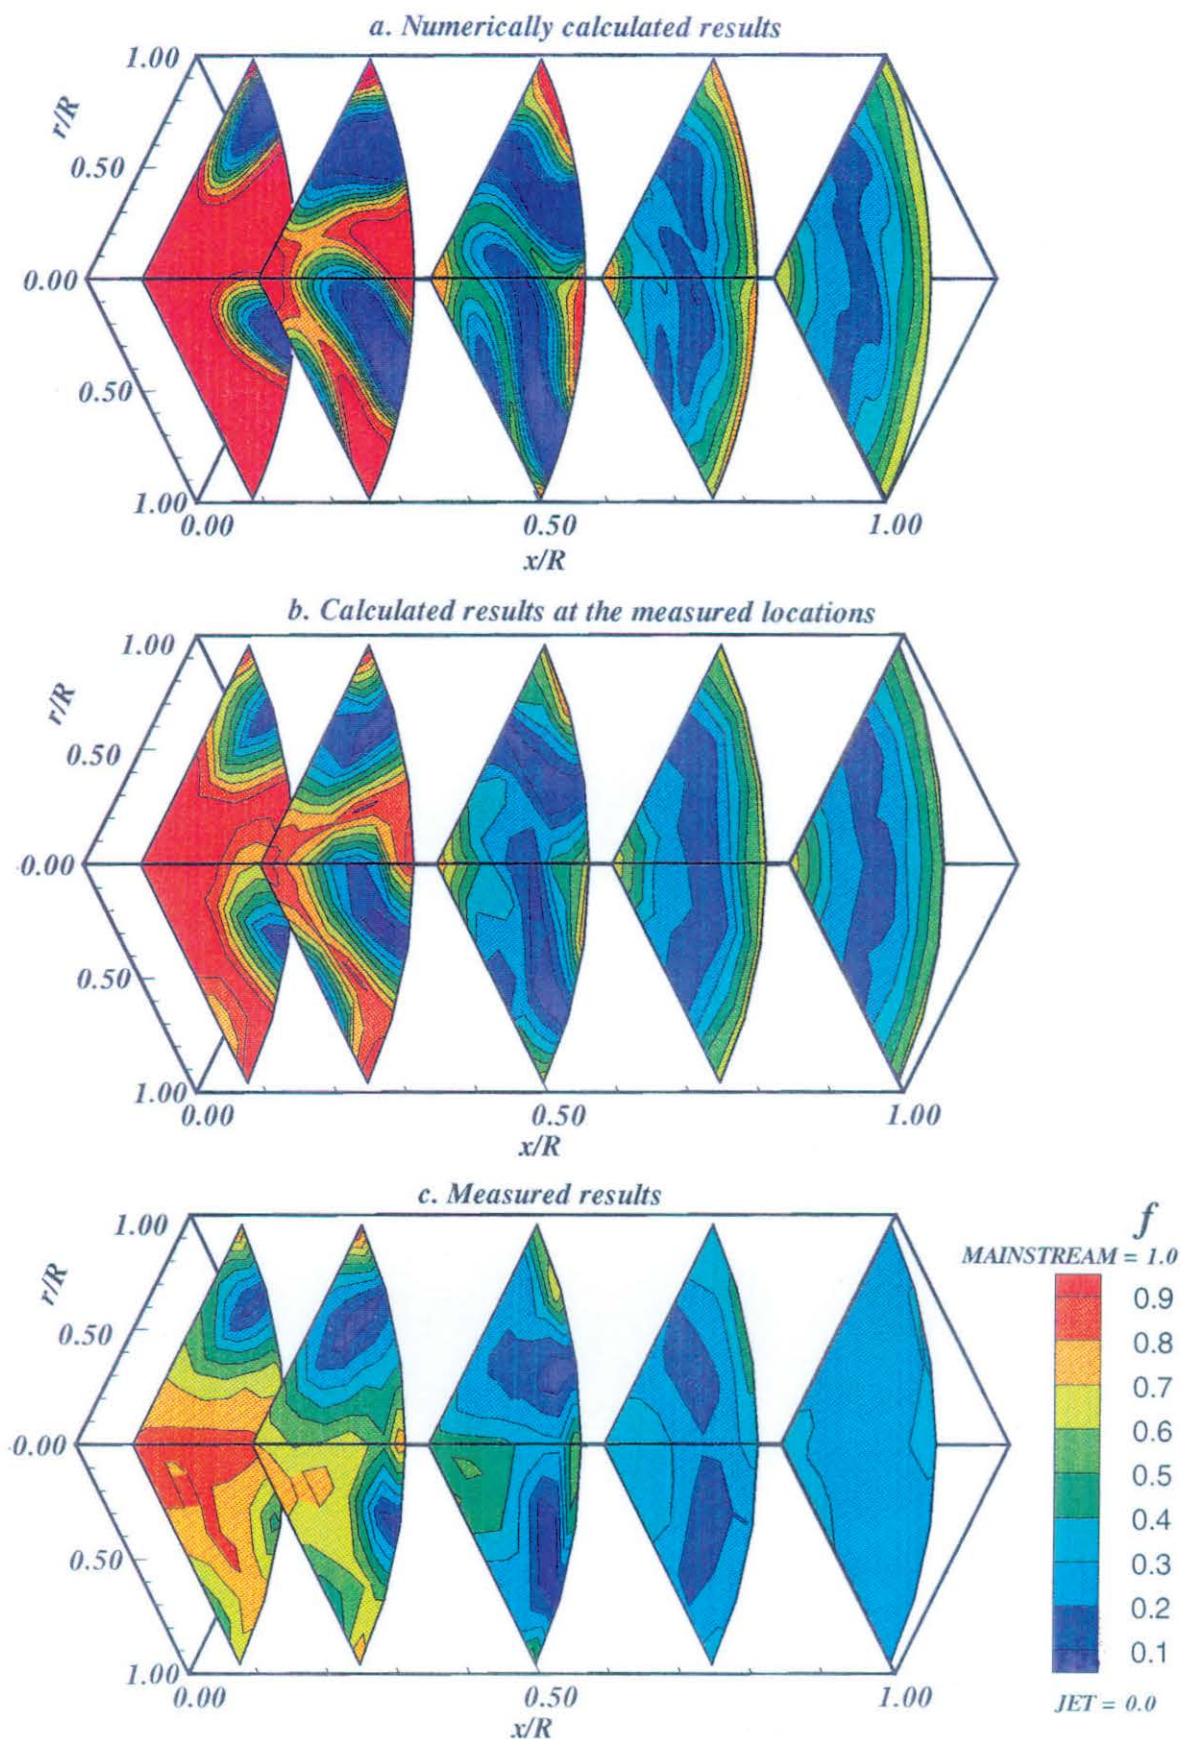 a. Numerically calculated results
1.00
r/R
0.50
0.00
0.50
1.00
0.00 0.50 1.00
x/R
b. Calculated results at the measured locations
1.00
r/R
0.50
-0.00
0.50
1.00
0.00 0.50 1.00
x/R
c. Measured results
1.00
r/R
0.50
-0.00
0.50
1.00
0.00 0.50 1.00
x/R
f
MAINSTREAM = 1.0
0.9
0.8
0.7
0.6
0.5
0.4
0.3
0.2
0.1
JET = 0.0